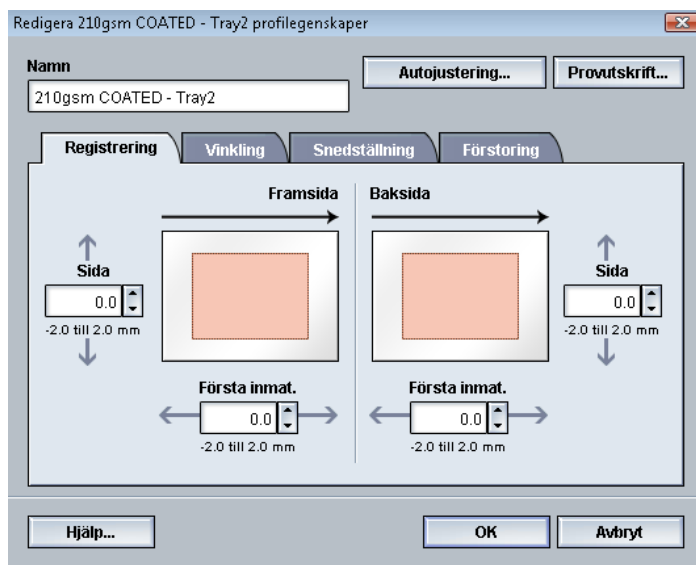 Redigera 210gsm COATED - Tray2 profilegenskaper
Namn
210gsm COATED - Tray2
Autojustering...
Provutskrift...
Registrering
Vinkling
Snedställning
Förstoring
Framsida
Baksida
Sida
0.0
-2.0 till 2.0 mm
Sida
0.0
-2.0 till 2.0 mm
Första inmat.
0.0
-2.0 till 2.0 mm
Första inmat.
0.0
-2.0 till 2.0 mm
Hjälp...
OK
Avbryt